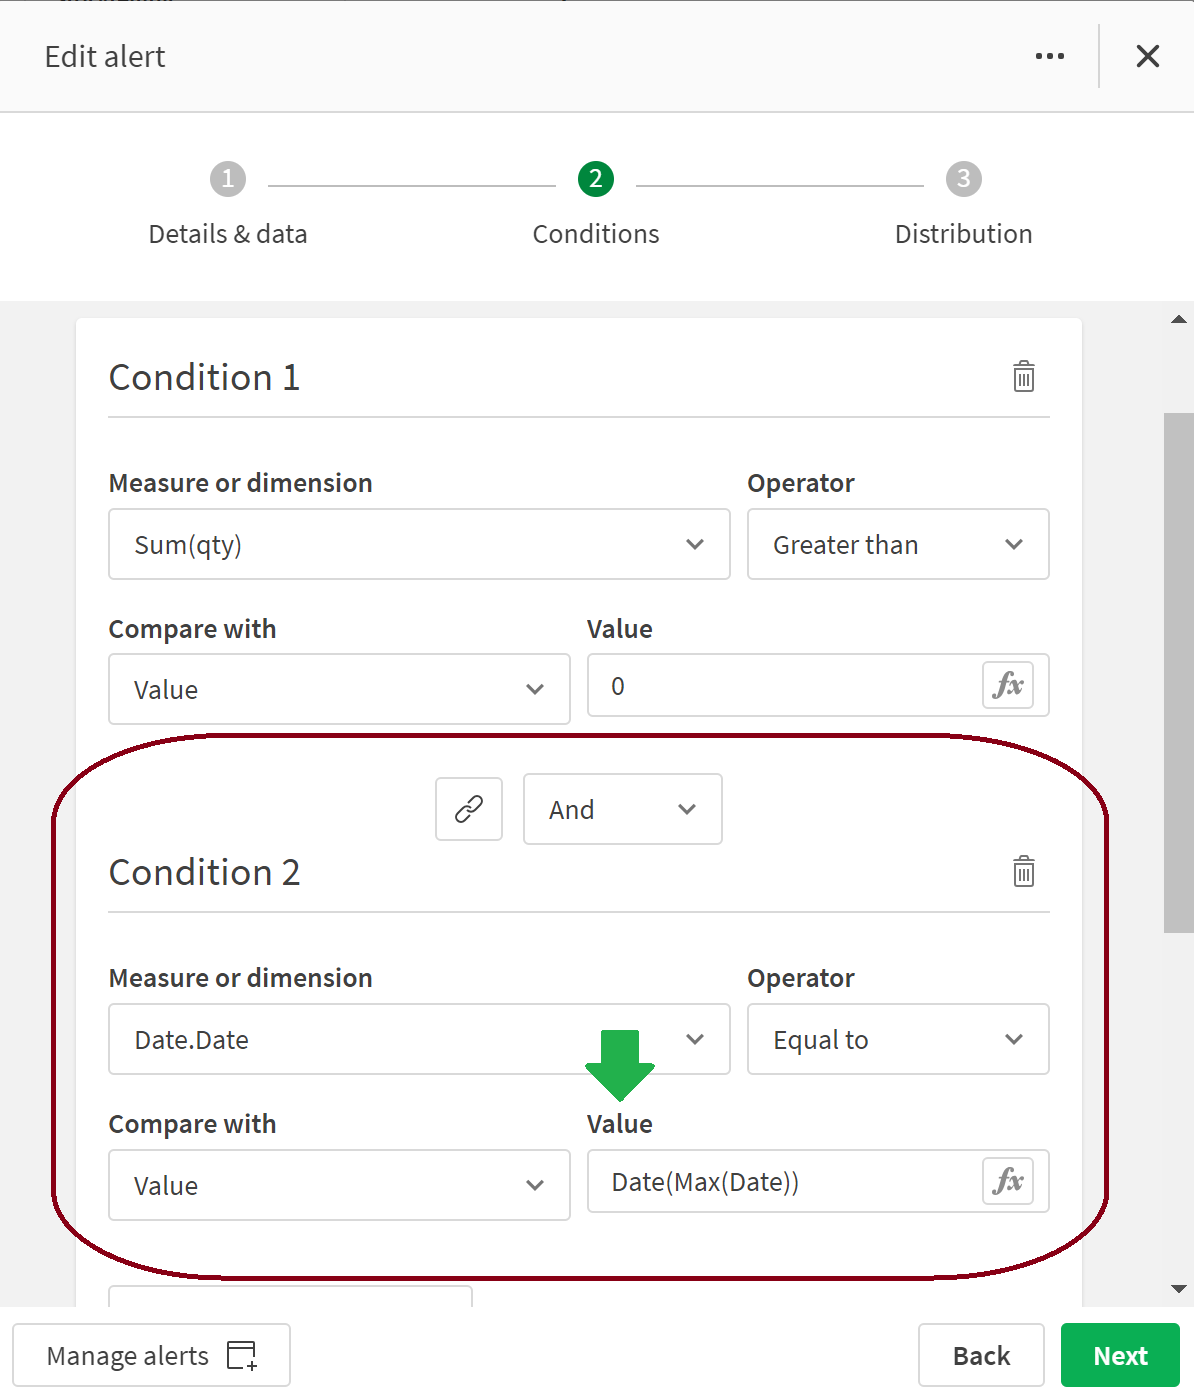 Edit alert
1 2 3
Details & data Conditions Distribution
Condition 1
Measure or dimension Operator
Sum(qty) Greater than
Compare with Value
Value 0 fx
And
Condition 2
Measure or dimension Operator
Date.Date Equal to
Compare with Value
Value Date(Max(Date)) fx
Manage alerts Back Next